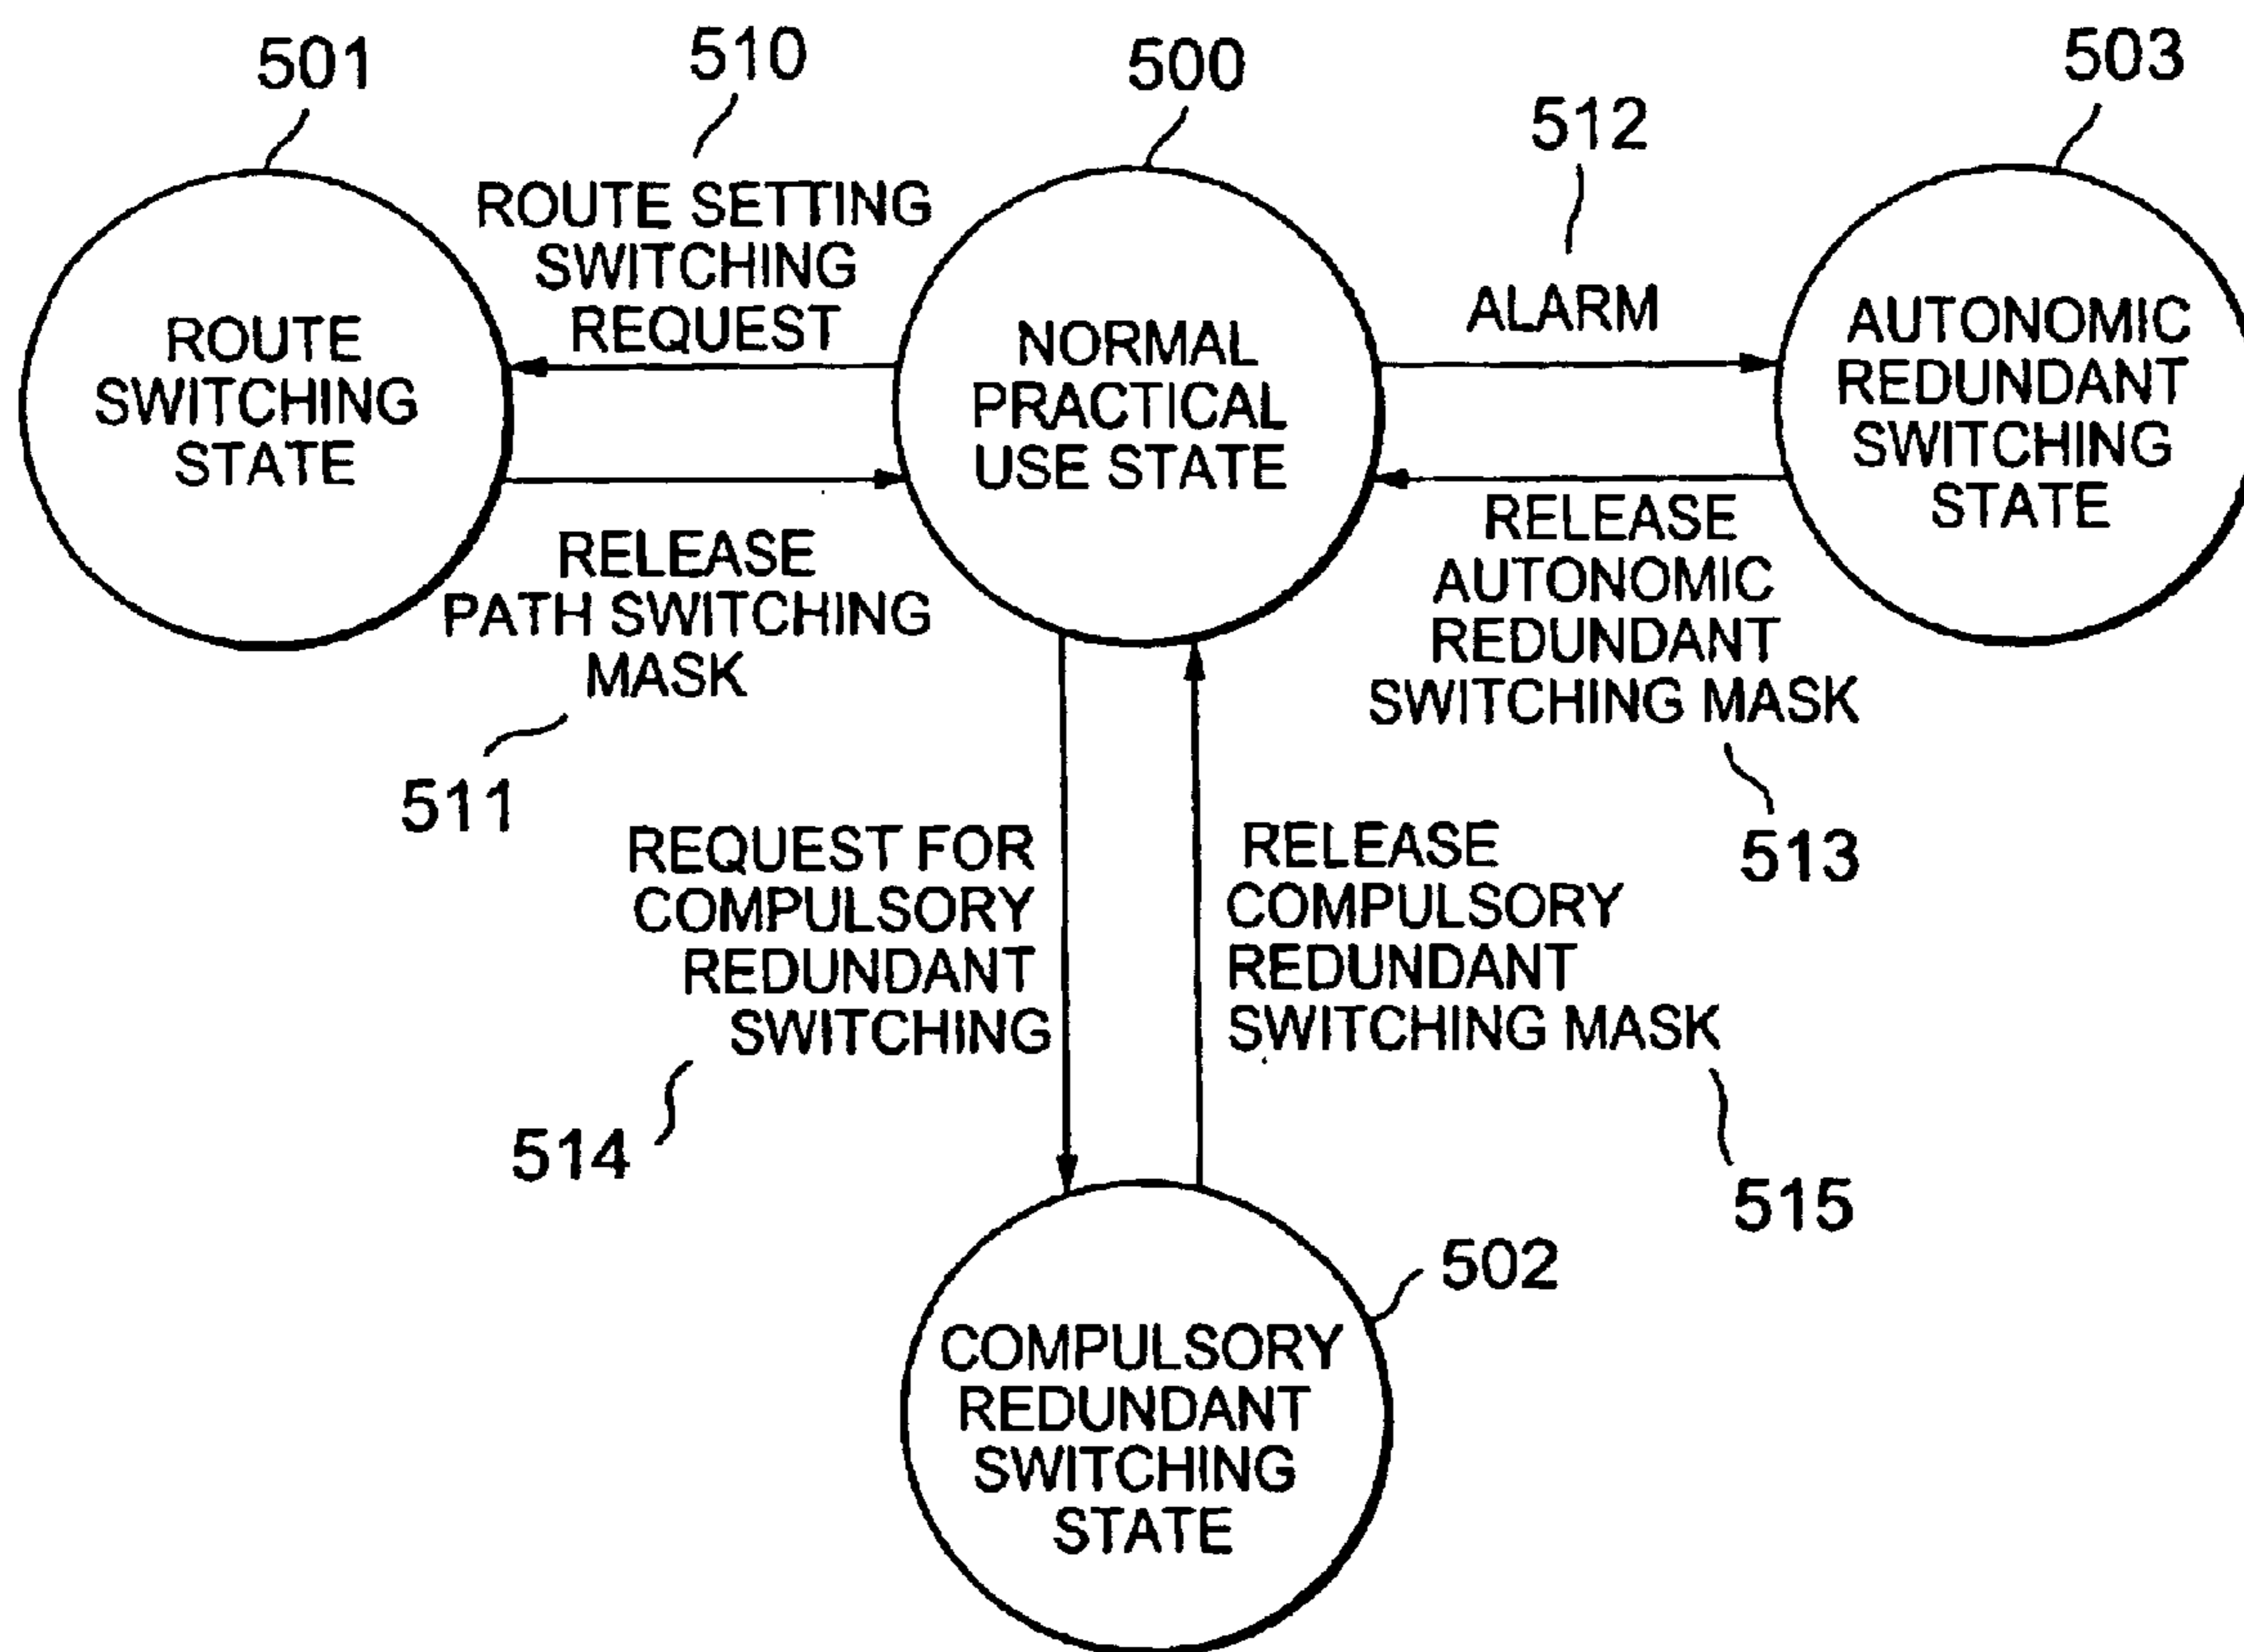 501
510
500
503
512
ROUTE SETTING
SWITCHING
REQUEST
ROUTE
SWITCHING
STATE
NORMAL
PRACTICAL
USE STATE
ALARM
AUTONOMIC
REDUNDANT
SWITCHING
STATE
RELEASE
PATH SWITCHING
MASK
511
RELEASE
AUTONOMIC
REDUNDANT
SWITCHING MASK
513
REQUEST FOR
COMPULSORY
REDUNDANT
SWITCHING
514
RELEASE
COMPULSORY
REDUNDANT
SWITCHING MASK
515
502
COMPULSORY
REDUNDANT
SWITCHING
STATE